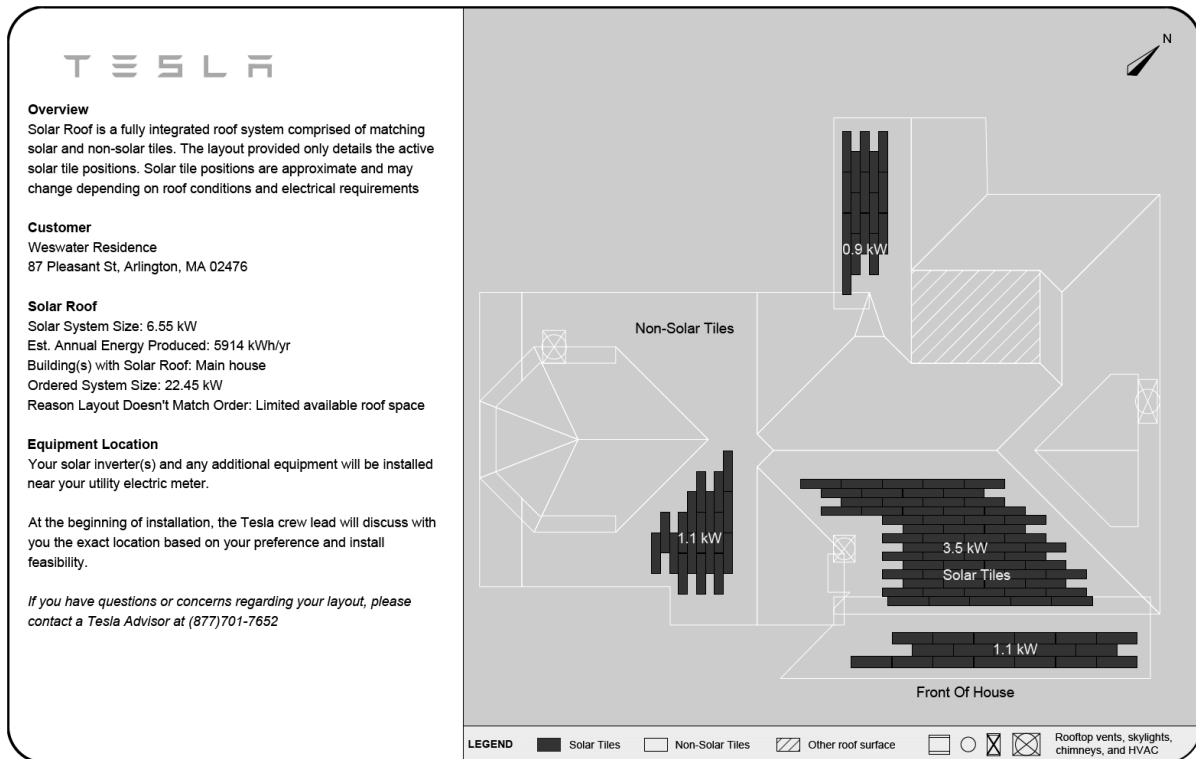 TESLA
Overview
Solar Roof is a fully integrated roof system comprised of matching
solar and non-solar tiles. The layout provided only details the active
solar tile positions. Solar tile positions are approximate and may
change depending on roof conditions and electrical requirements
Customer
Weswater Residence
87 Pleasant St, Arlington, MA 02476
Solar Roof
Solar System Size: 6.55 kW
Est. Annual Energy Produced: 5914 kWh/yr
Building(s) with Solar Roof: Main house
Ordered System Size: 22.45 kW
Reason Layout Doesn't Match Order: Limited available roof space
Equipment Location
Your solar inverter(s) and any additional equipment will be installed
near your utility electric meter.
At the beginning of installation, the Tesla crew lead will discuss with
you the exact location based on your preference and install
feasibility.
If you have questions or concerns regarding your layout, please
contact a Tesla Advisor at (877)701-7652
N
0.9 kW
Non-Solar Tiles
1.1 kW
3.5 kW
Solar Tiles
1.1 kW
Front Of House
LEGEND
Solar Tiles
Non-Solar Tiles
Other roof surface
Rooftop vents, skylights,
chimneys, and HVAC